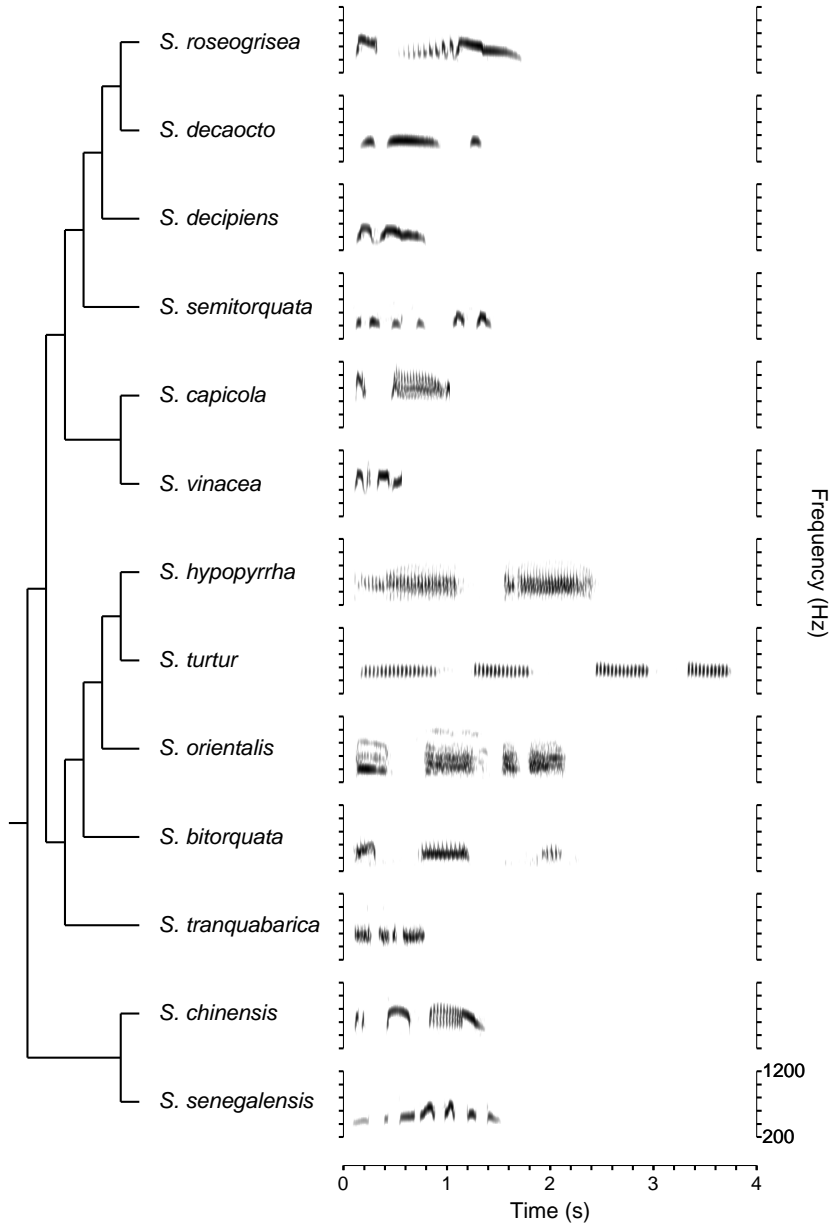 S. roseogrisea
S. decaocto
S. decipiens
S. semitorquata
S. capicola
S. vinacea
S. hypopyrrha
S. turtur
S. orientalis
S. bitorquata
S. tranquabarica
S. chinensis
S. senegalensis
Frequency (Hz)
1200
200
0 1 2 3 4
Time (s)